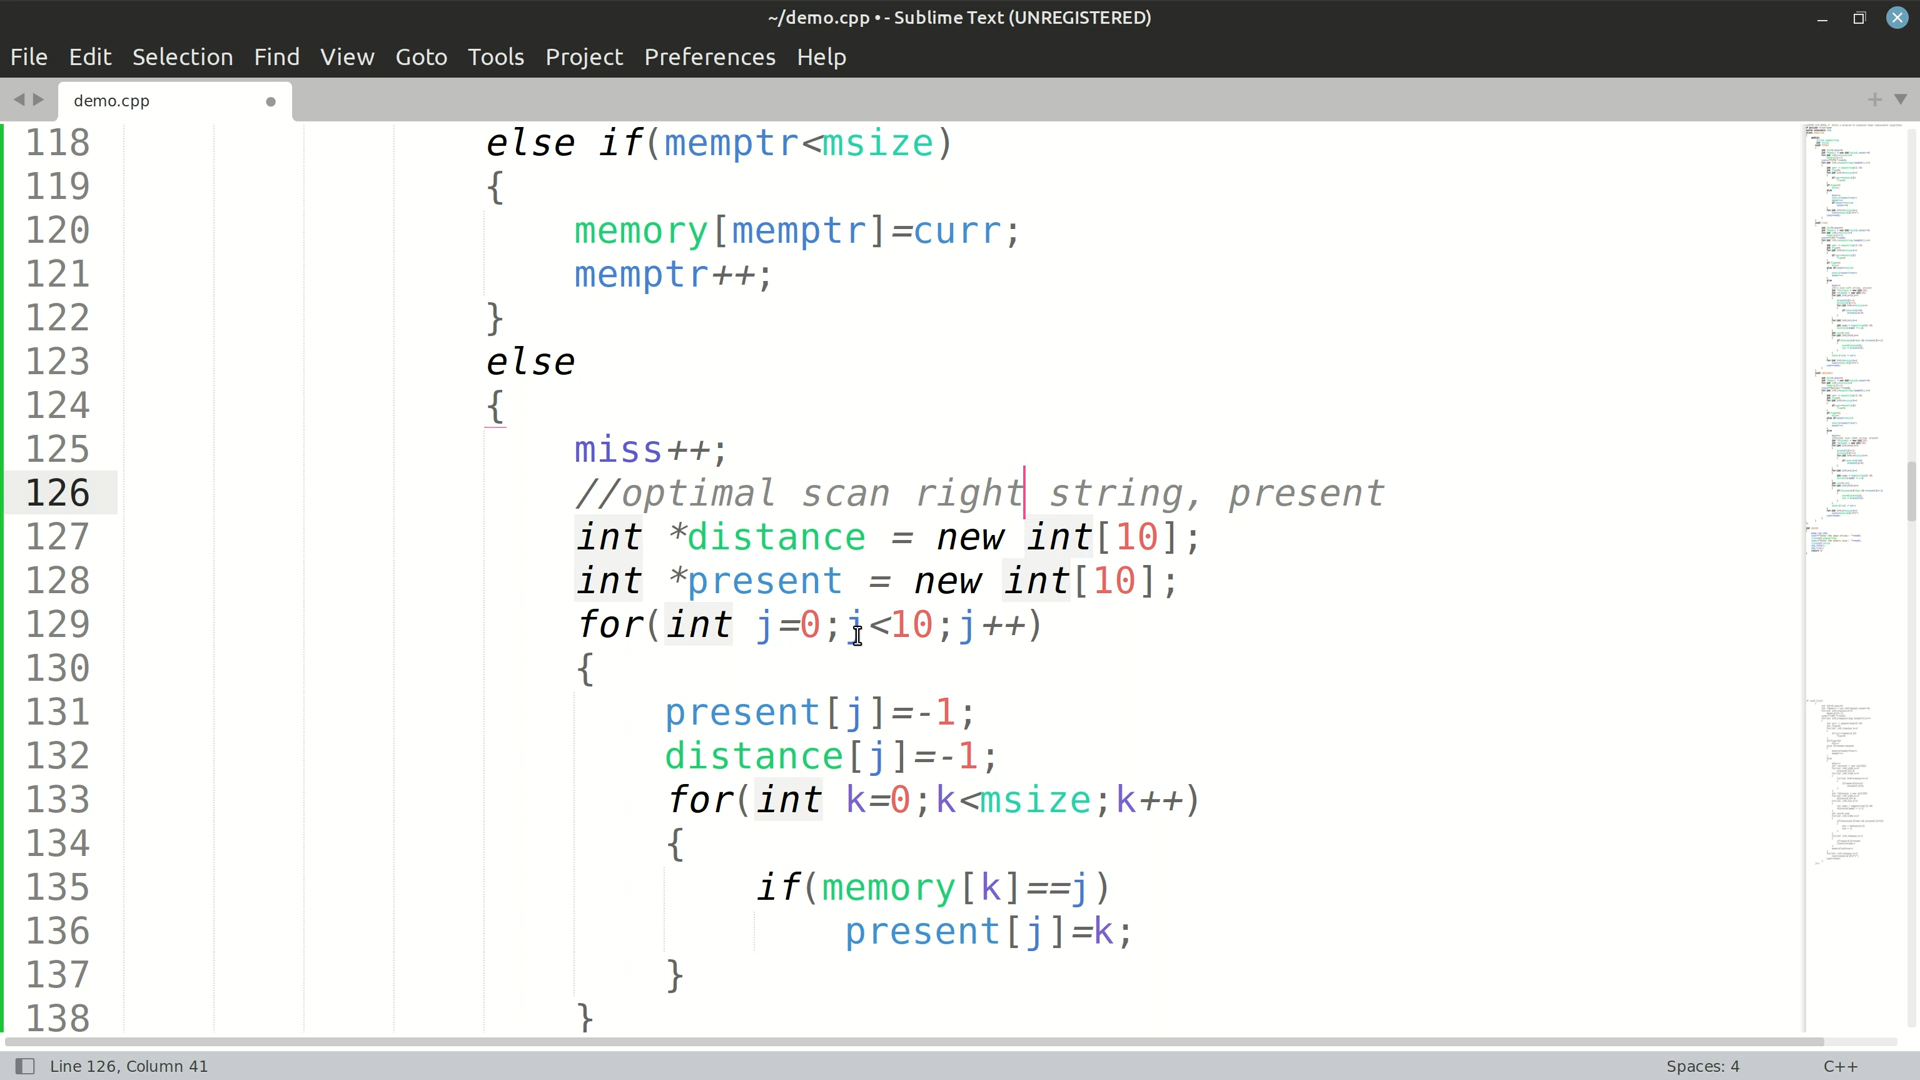 ~/demo.cpp • - Sublime Text (UNREGISTERED)
File Edit Selection Find View Goto Tools Project Preferences Help
demo.cpp
118 else if(memptr<msize)
119 {
120 memory[memptr]=curr;
121 memptr++;
122 }
123 else
124 {
125 miss++;
126 //optimal scan right string, present
127 int *distance = new int[10];
128 int *present = new int[10];
129 for(int j=0;j<10;j++)
130 {
131 present[j]=-1;
132 distance[j]=-1;
133 for(int k=0;k<msize;k++)
134 {
135 if(memory[k]==j)
136 present[j]=k;
137 }
138 }
Line 126, Column 41 Spaces: 4 C++